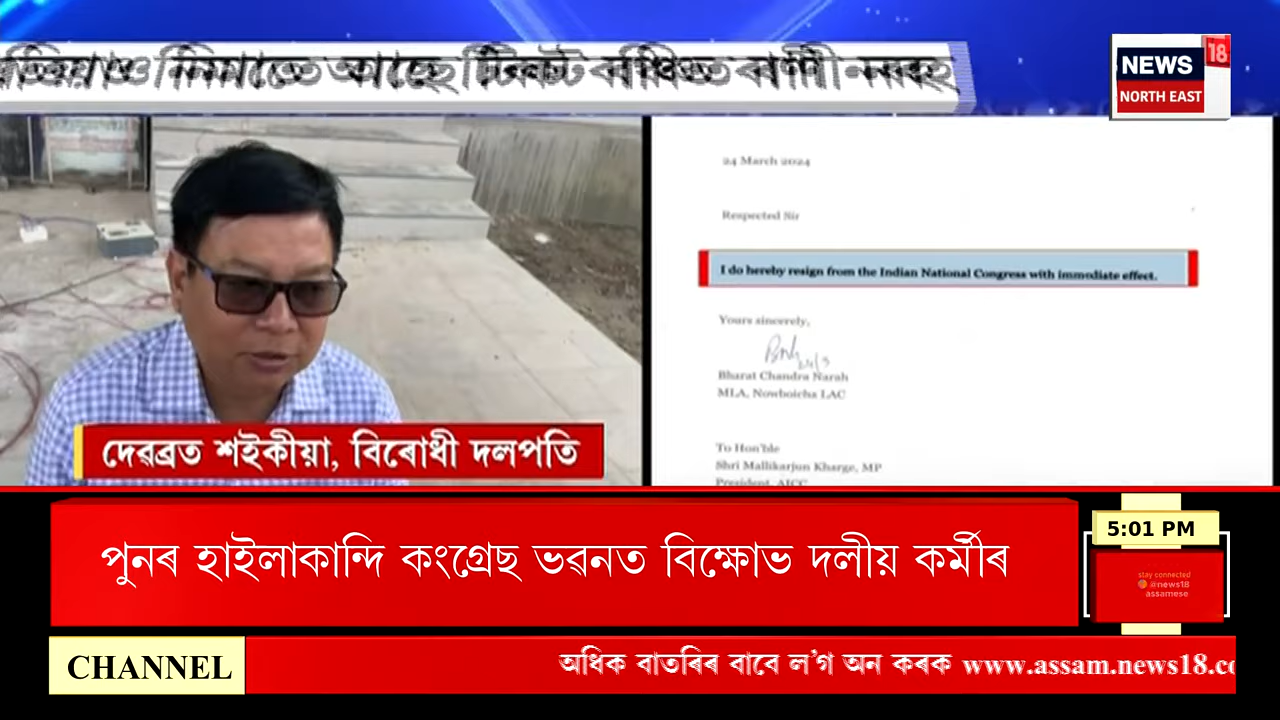 NEWS 18
NORTH EAST
24 March 2024
Respected Sir
I do hereby resign from the Indian National Congress with immediate effect.
Yours sincerely,
Bharat Chandra Narah
MLA, Nowboicha LAC
To Hon'ble
Shri Mallikarjun Kharge, MP
President, AICC
দেৱব্ৰত শইকীয়া, বিৰোধী দলপতি
পুনৰ হাইলাকান্দি কংগ্ৰেছ ভৱনত বিক্ষোভ দলীয় কৰ্মীৰ
5:01 PM
stay connected
@news18
assamese
CHANNEL
অধিক বাতৰিৰ বাবে ল'গ অন কৰক www.assam.news18.co